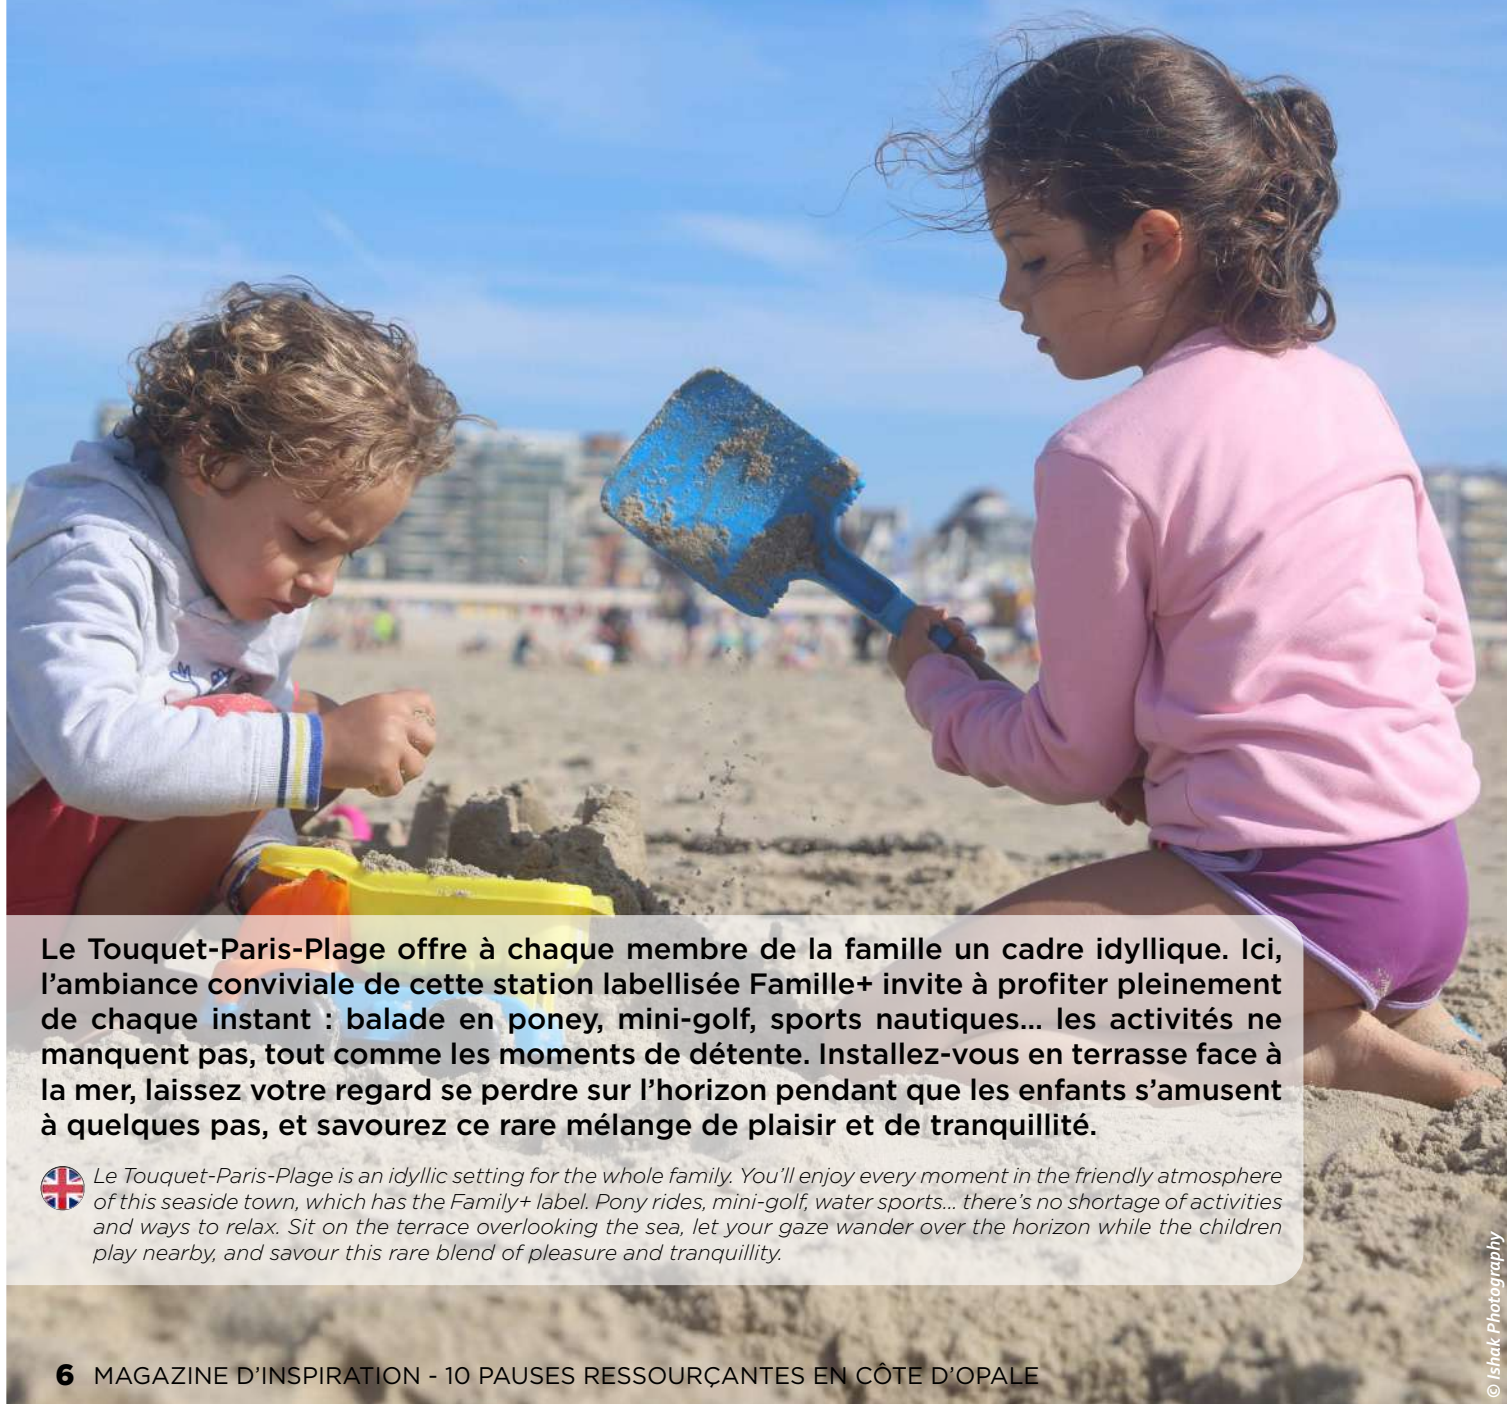 Le Touquet-Paris-Plage offre à chaque membre de la famille un cadre idyllique. Ici,
l’ambiance conviviale de cette station labellisée Famille+ invite à profiter pleinement
de chaque instant : balade en poney, mini-golf, sports nautiques... les activités ne
manquent pas, tout comme les moments de détente. Installez-vous en terrasse face à
la mer, laissez votre regard se perdre sur l’horizon pendant que les enfants s’amusent
à quelques pas, et savourez ce rare mélange de plaisir et de tranquillité.
Le Touquet-Paris-Plage is an idyllic setting for the whole family. You’ll enjoy every moment in the friendly atmosphere
of this seaside town, which has the Family+ label. Pony rides, mini-golf, water sports... there’s no shortage of activities
and ways to relax. Sit on the terrace overlooking the sea, let your gaze wander over the horizon while the children
play nearby, and savour this rare blend of pleasure and tranquillity.
6 MAGAZINE D’INSPIRATION - 10 PAUSES RESSOURÇANTES EN CÔTE D’OPALE
© Ishak Photography